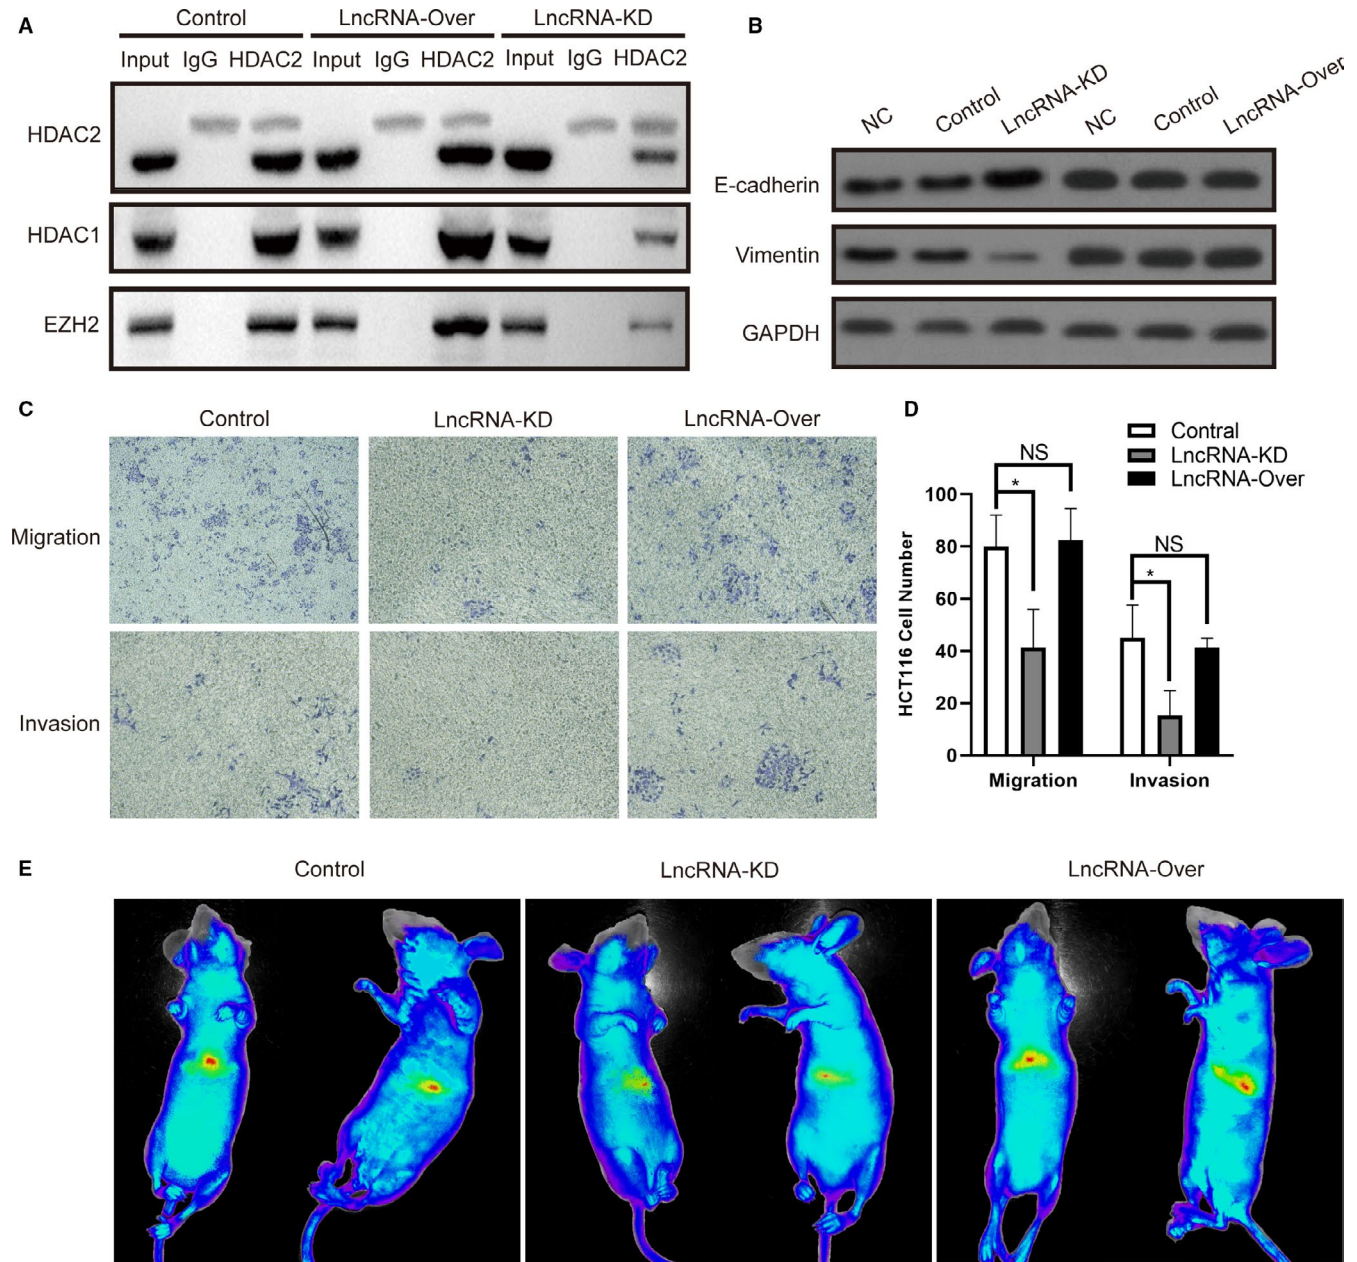 A
Control LncRNA-Over LncRNA-KD
Input IgG HDAC2 Input IgG HDAC2 Input IgG HDAC2
HDAC2
HDAC1
EZH2
B
NC Control LncRNA-KD NC Control LncRNA-Over
E-cadherin
Vimentin
GAPDH
C
Control LncRNA-KD LncRNA-Over
Migration
Invasion
D
Contral
LncRNA-KD
LncRNA-Over
NS
*
NS
*
100
80
60
40
20
0
HCT116 Cell Number
Migration Invasion
E
Control LncRNA-KD LncRNA-Over